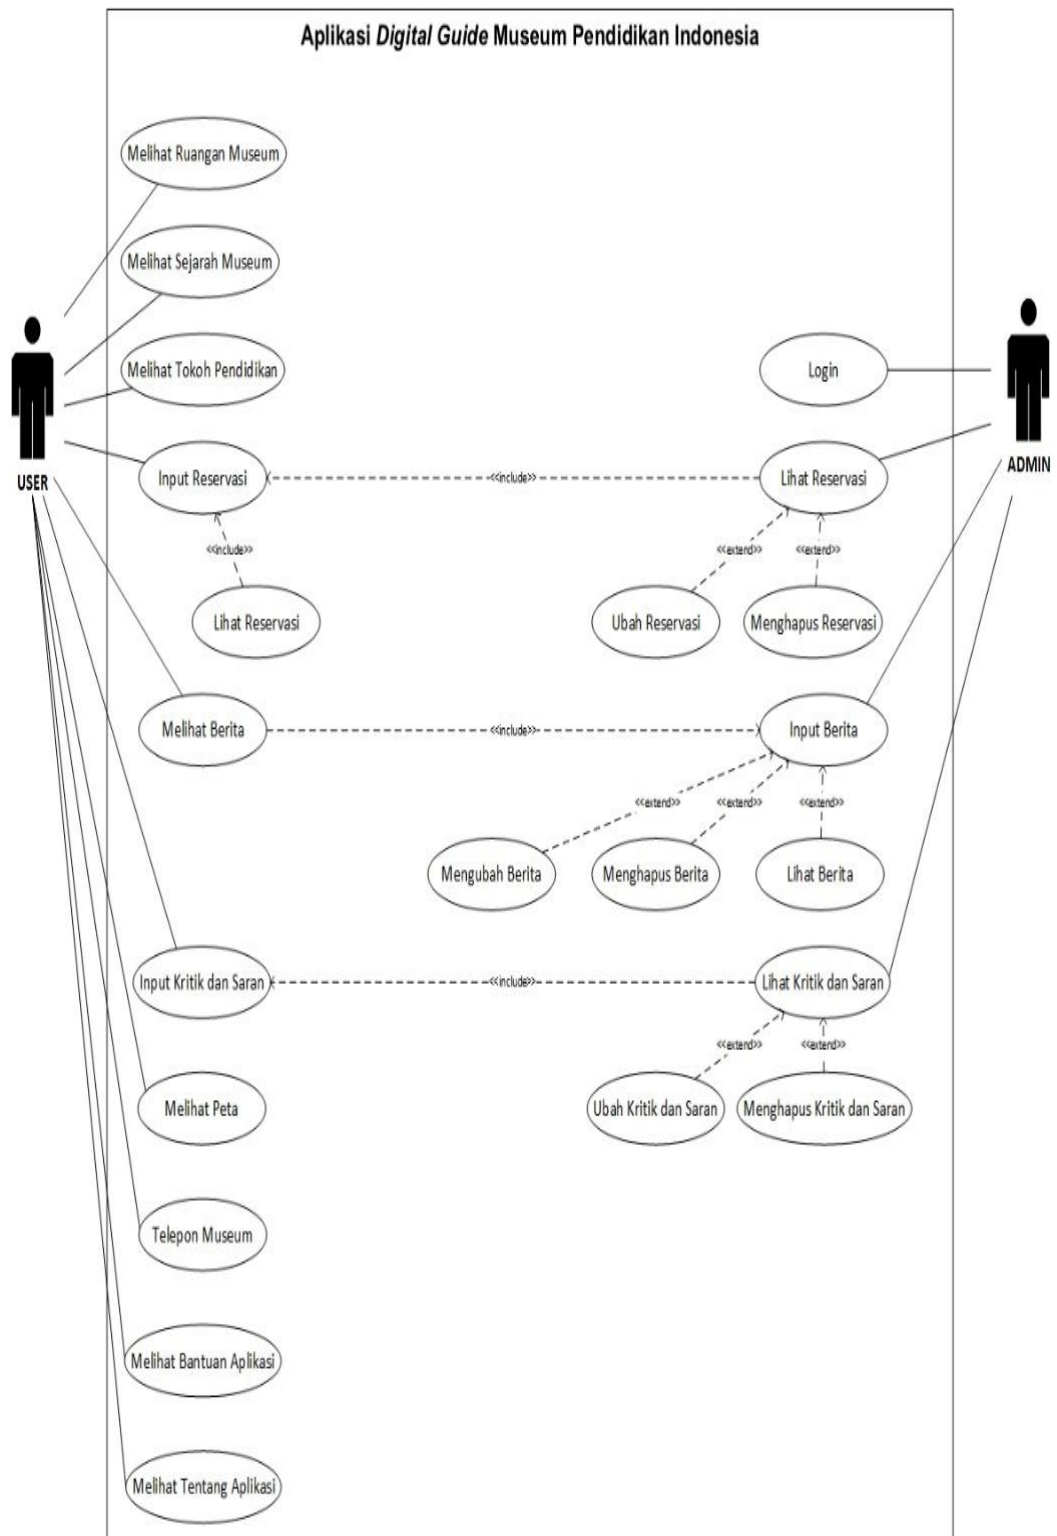 Aplikasi Digital Guide Museum Pendidikan Indonesia
Melihat Ruangan Museum
Melihat Sejarah Museum
Melihat Tokoh Pendidikan
Login
USER
ADMIN
Input Reservasi
<<include>>
Lihat Reservasi
<<include>>
<<extend>>
<<extend>>
Lihat Reservasi
Ubah Reservasi
Menghapus Reservasi
Melihat Berita
<<include>>
Input Berita
<<extend>>
<<extend>>
<<extend>>
Mengubah Berita
Menghapus Berita
Lihat Berita
Input Kritik dan Saran
<<include>>
Lihat Kritik dan Saran
<<extend>>
<<extend>>
Melihat Peta
Ubah Kritik dan Saran
Menghapus Kritik dan Saran
Telepon Museum
Melihat Bantuan Aplikasi
Melihat Tentang Aplikasi